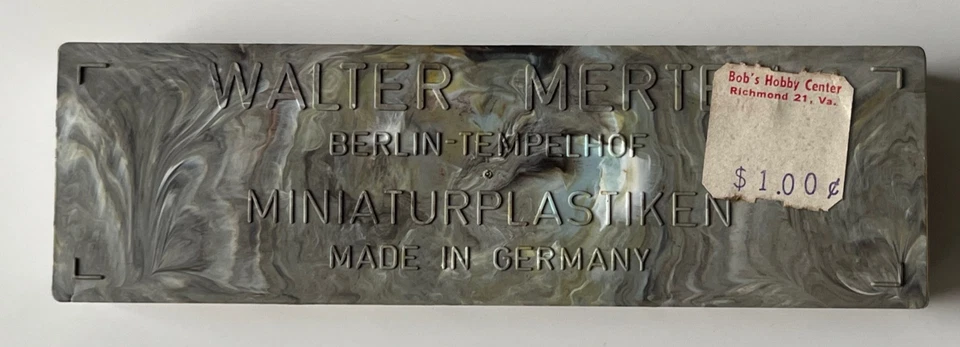 WALTER MERTE
BERLIN-TEMPELHOF
MINIATURPLASTIKEN
MADE IN GERMANY
Bob's Hobby Center
Richmond 21, Va.
$1.00¢